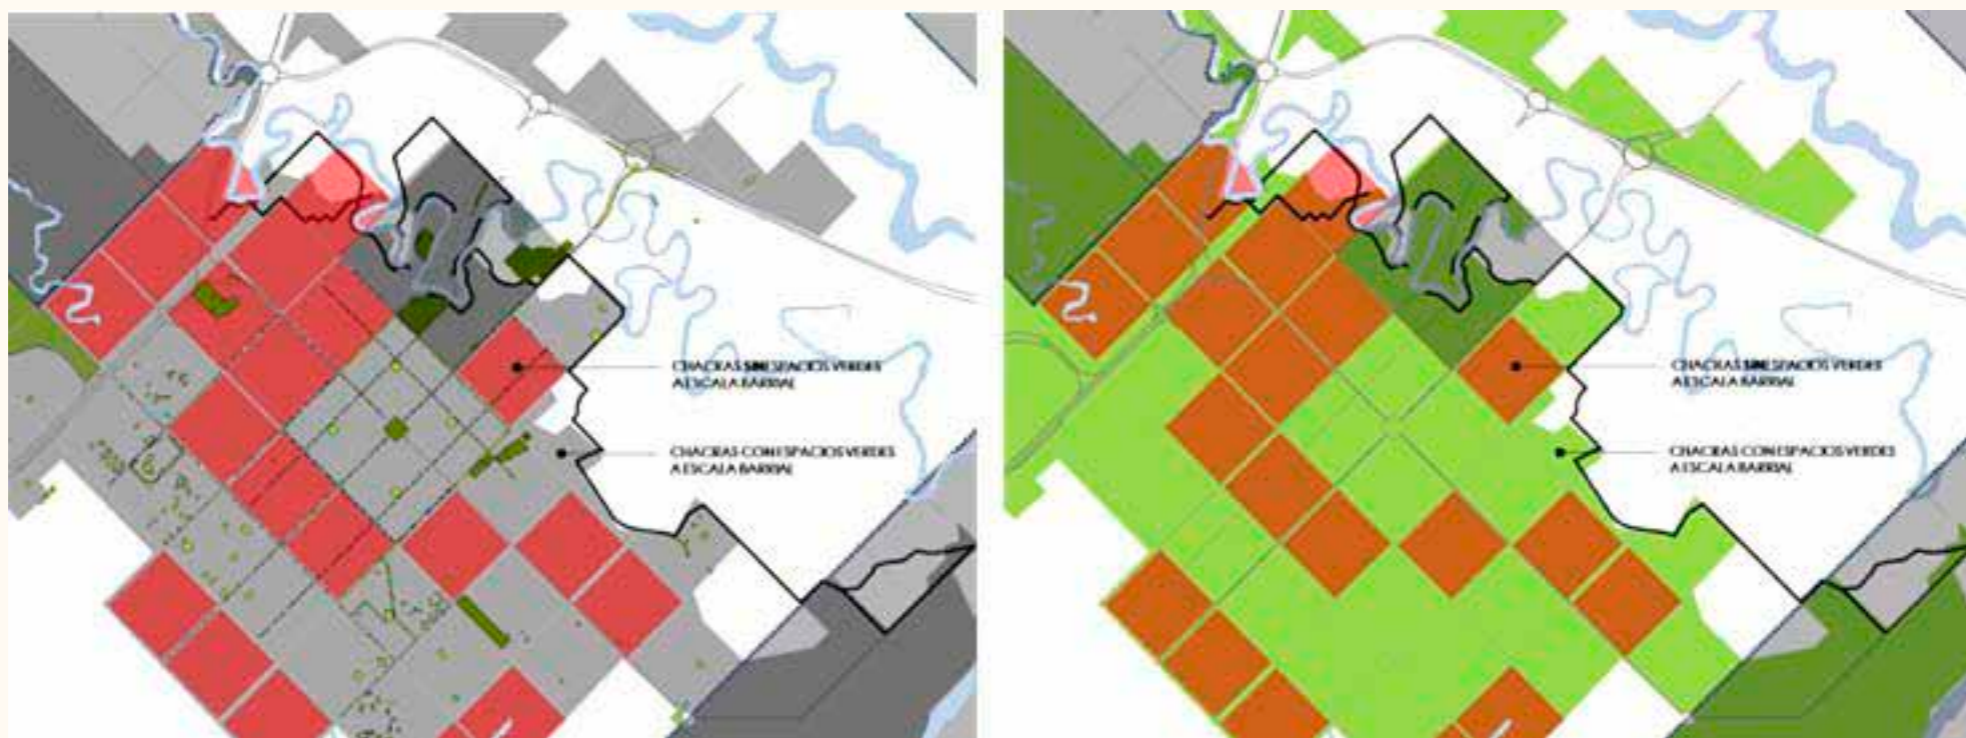 CHACRAS SIN ESPACIOS VERDES
A ESCALA BARRIAL
CHACRAS CON ESPACIOS VERDES
A ESCALA BARRIAL
CHACRAS SIN ESPACIOS VERDES
A ESCALA BARRIAL
CHACRAS CON ESPACIOS VERDES
A ESCALA BARRIAL